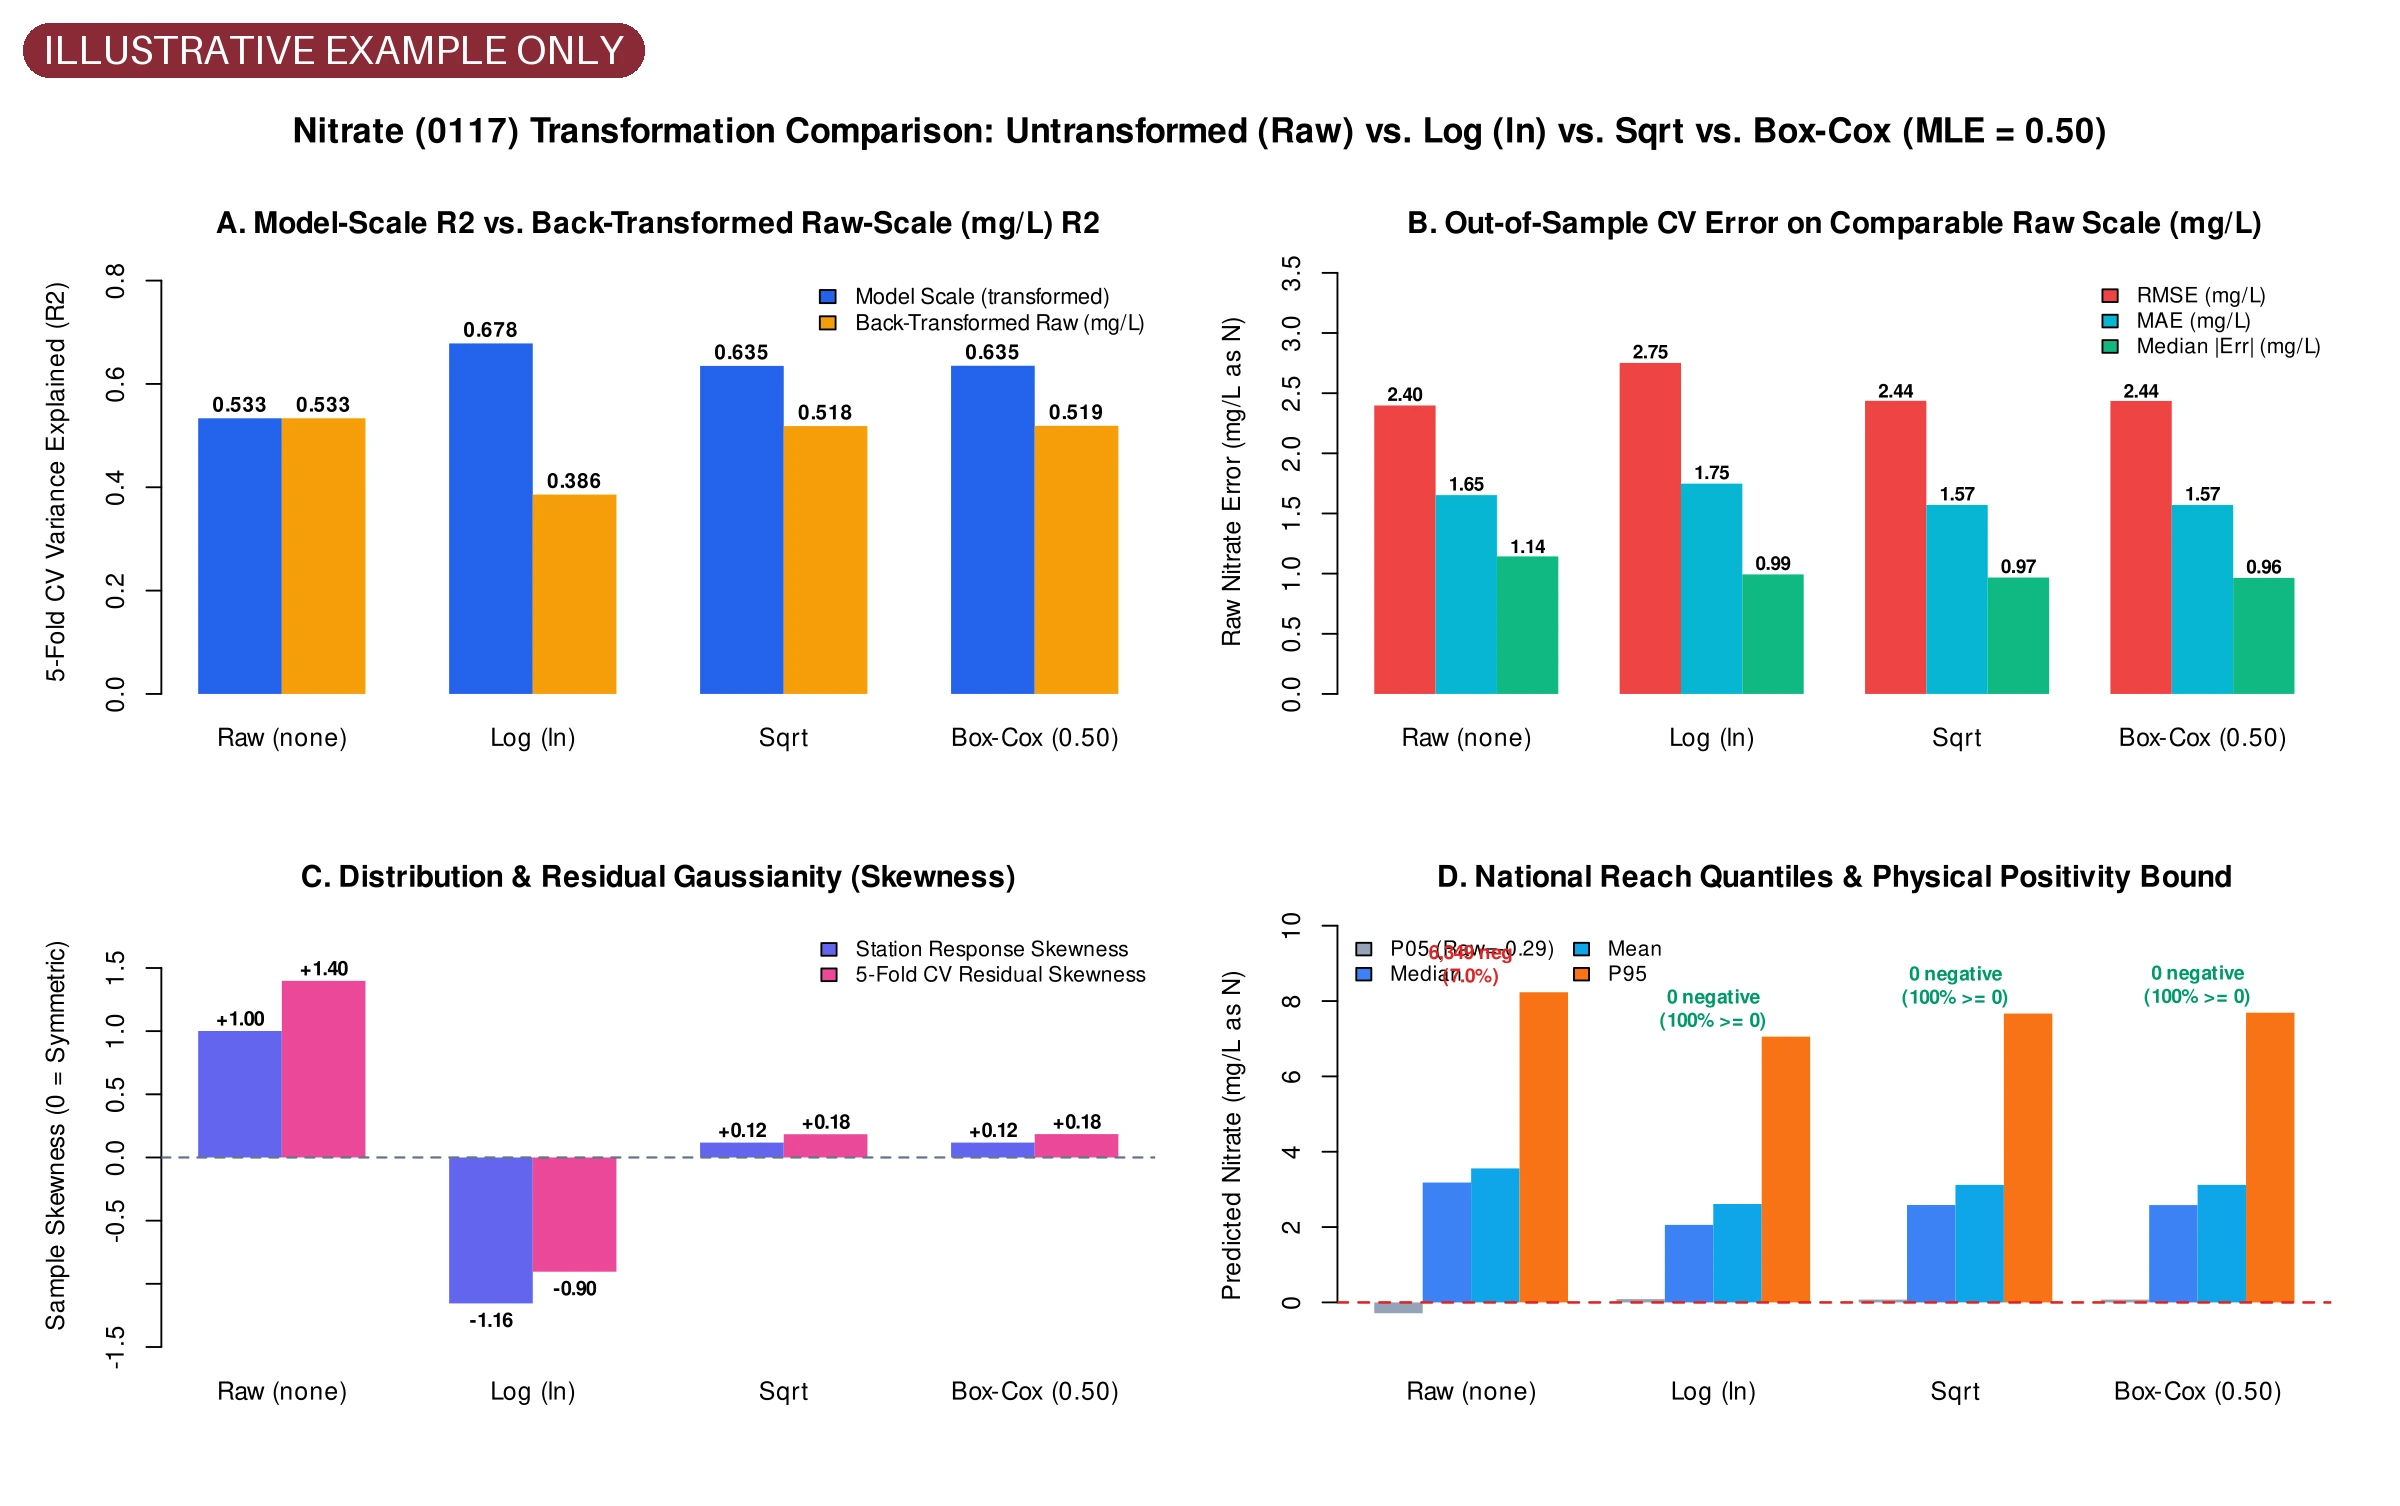 ILLUSTRATIVE EXAMPLE ONLY
Nitrate (0117) Transformation Comparison: Untransformed (Raw) vs. Log (ln) vs. Sqrt vs. Box-Cox (MLE = 0.50)
A. Model-Scale R2 vs. Back-Transformed Raw-Scale (mg/L) R2
5-Fold CV Variance Explained (R2)
0.8
0.6
0.4
0.2
0.0
Model Scale (transformed)
Back-Transformed Raw (mg/L)
0.533 0.533
0.678
0.386
0.635
0.518
0.635
0.519
Raw (none)
Log (ln)
Sqrt
Box-Cox (0.50)
B. Out-of-Sample CV Error on Comparable Raw Scale (mg/L)
Raw Nitrate Error (mg/L as N)
3.5
3.0
2.5
2.0
1.5
1.0
0.5
0.0
RMSE (mg/L)
MAE (mg/L)
Median |Err| (mg/L)
2.40
1.65
1.14
2.75
1.75
0.99
2.44
1.57
0.97
2.44
1.57
0.96
Raw (none)
Log (ln)
Sqrt
Box-Cox (0.50)
C. Distribution & Residual Gaussianity (Skewness)
Sample Skewness (0 = Symmetric)
1.5
1.0
0.5
0.0
-0.5
-1.5
Station Response Skewness
5-Fold CV Residual Skewness
+1.00
+1.40
-1.16
-0.90
+0.12
+0.18
+0.12
+0.18
Raw (none)
Log (ln)
Sqrt
Box-Cox (0.50)
D. National Reach Quantiles & Physical Positivity Bound
Predicted Nitrate (mg/L as N)
10
8
6
4
2
0
P05 (Raw=-0.29)
Median
Mean
P95
6,349 neg
(7.0%)
0 negative
(100% >= 0)
0 negative
(100% >= 0)
0 negative
(100% >= 0)
Raw (none)
Log (ln)
Sqrt
Box-Cox (0.50)